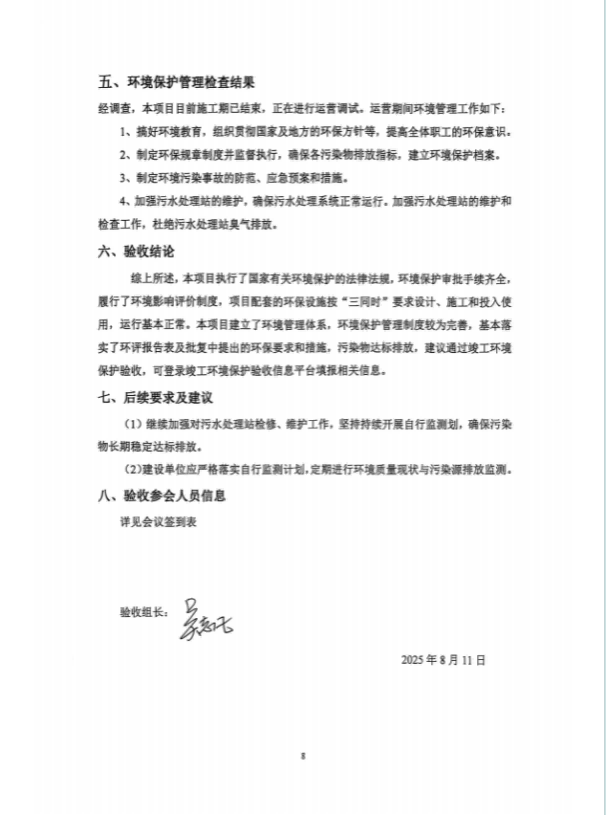 五、环境保护管理检查结果
经调查，本项目目前施工期已结束，正在进行运营调试。运营期间环境管理工作如下：
1、搞好环境教育，组织贯彻国家及地方的环保方针等，提高全体职工的环保意识。
2、制定环保规章制度并监督执行，确保各污染物排放指标，建立环境保护档案。
3、制定环境污染事故的防范、应急预案和措施。
4、加强污水处理站的维护，确保污水处理系统正常运行。加强污水处理站的维护和
检查工作，杜绝污水处理站臭气排放。
六、验收结论
综上所述，本项目执行了国家有关环境保护的法律法规，环境保护审批手续齐全，
履行了环境影响评价制度，项目配套的环保设施按“三同时”要求设计、施工和投入使
用，运行基本正常。本项目建立了环境管理体系，环境保护管理制度较为完善，基本落
实了环评报告表及批复中提出的环保要求和措施，污染物达标排放，建议通过竣工环境
保护验收，可登录竣工环境保护验收信息平台填报相关信息。
七、后续要求及建议
（1）继续加强对污水处理站检修、维护工作，坚持持续开展自行监测划，确保污染
物长期稳定达标排放。
（2）建设单位应严格落实自行监测计划，定期进行环境质量现状与污染源排放监测。
八、验收参会人员信息
详见会议签到表
验收组长：
2025 年 8 月 11 日
8